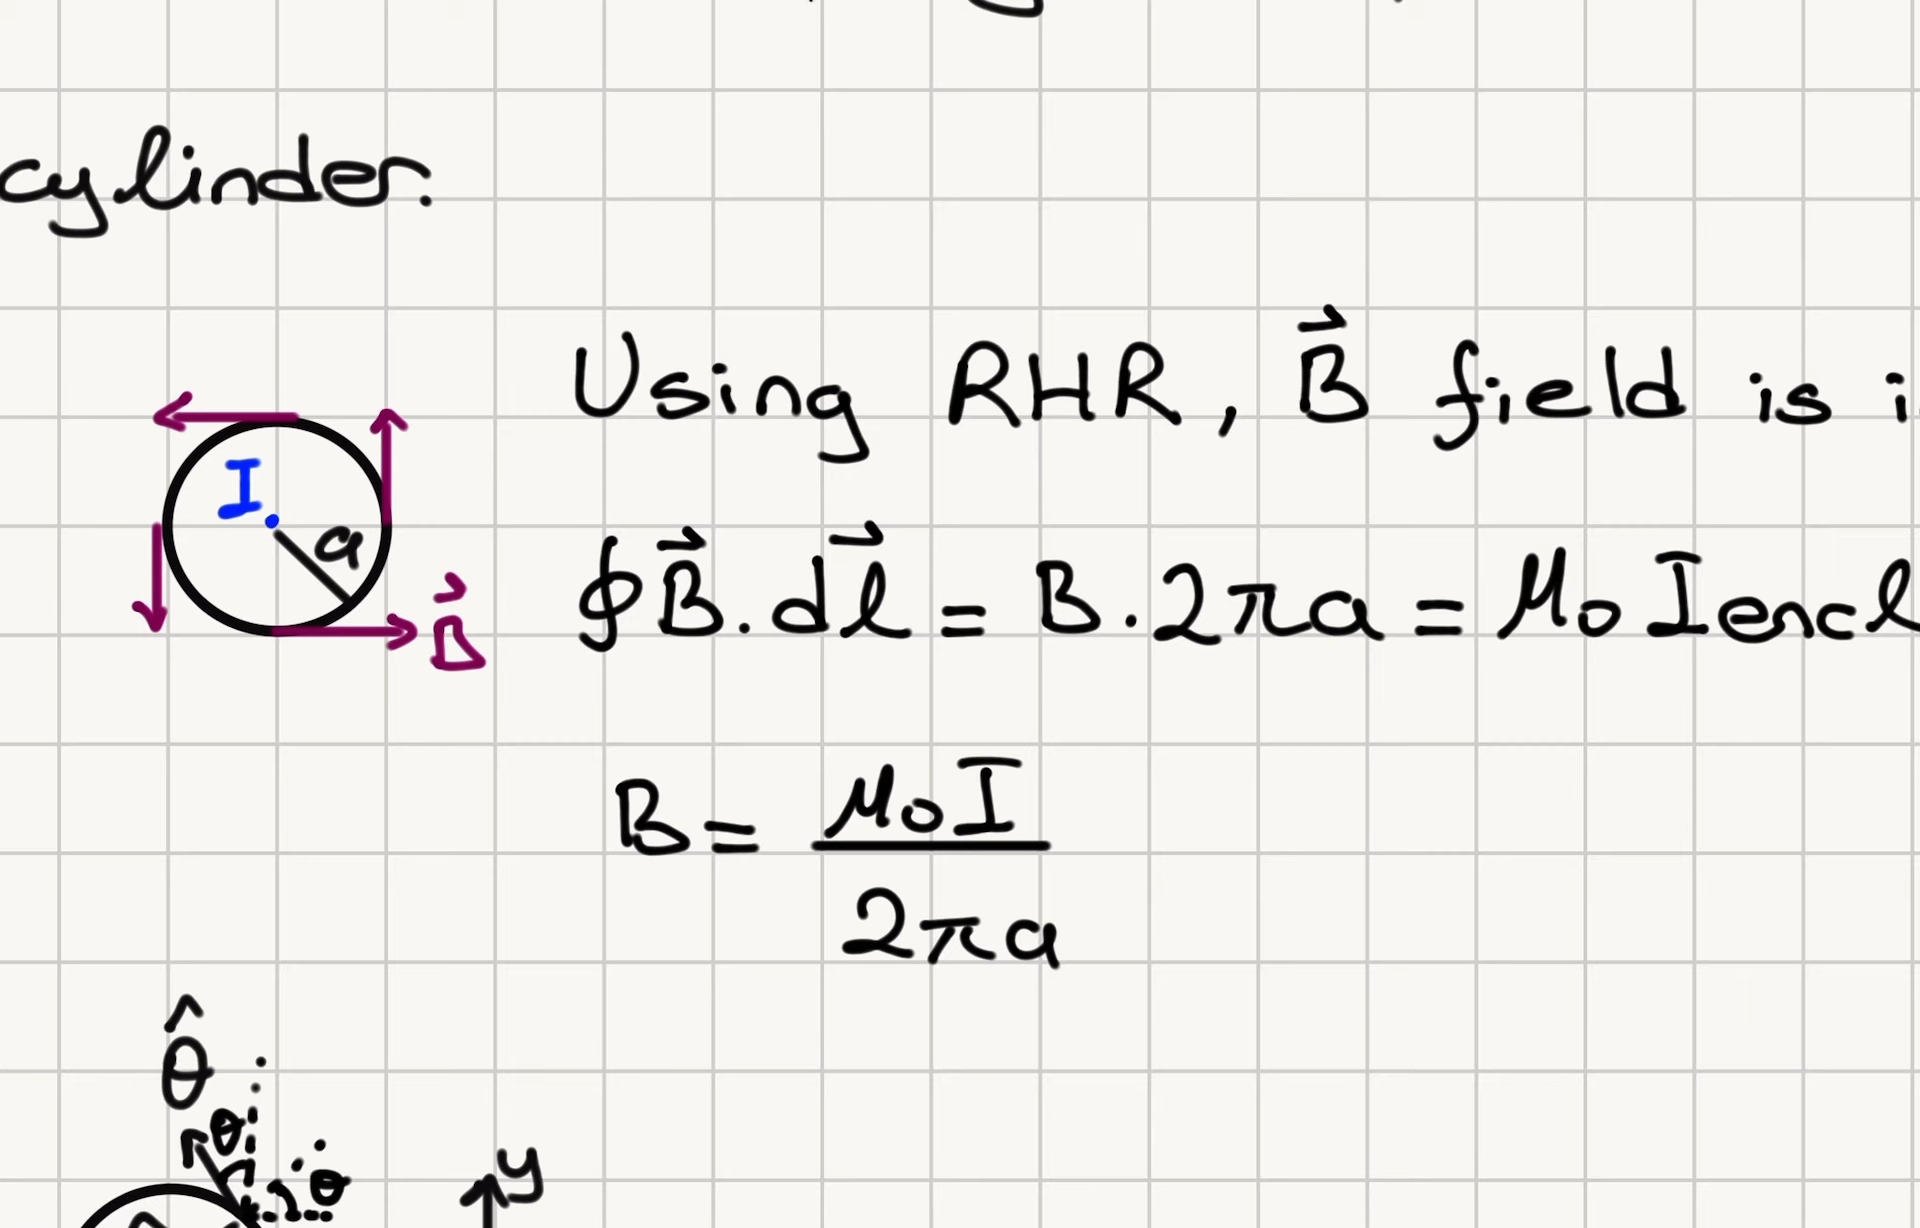 cylinder.
Using RHR, B⃗ field is i
I
a
B⃗
∮B⃗.dl⃗ = B.2πa = μ₀Iencl
B = μ₀I
2πa
θ̂
θ
θ
y